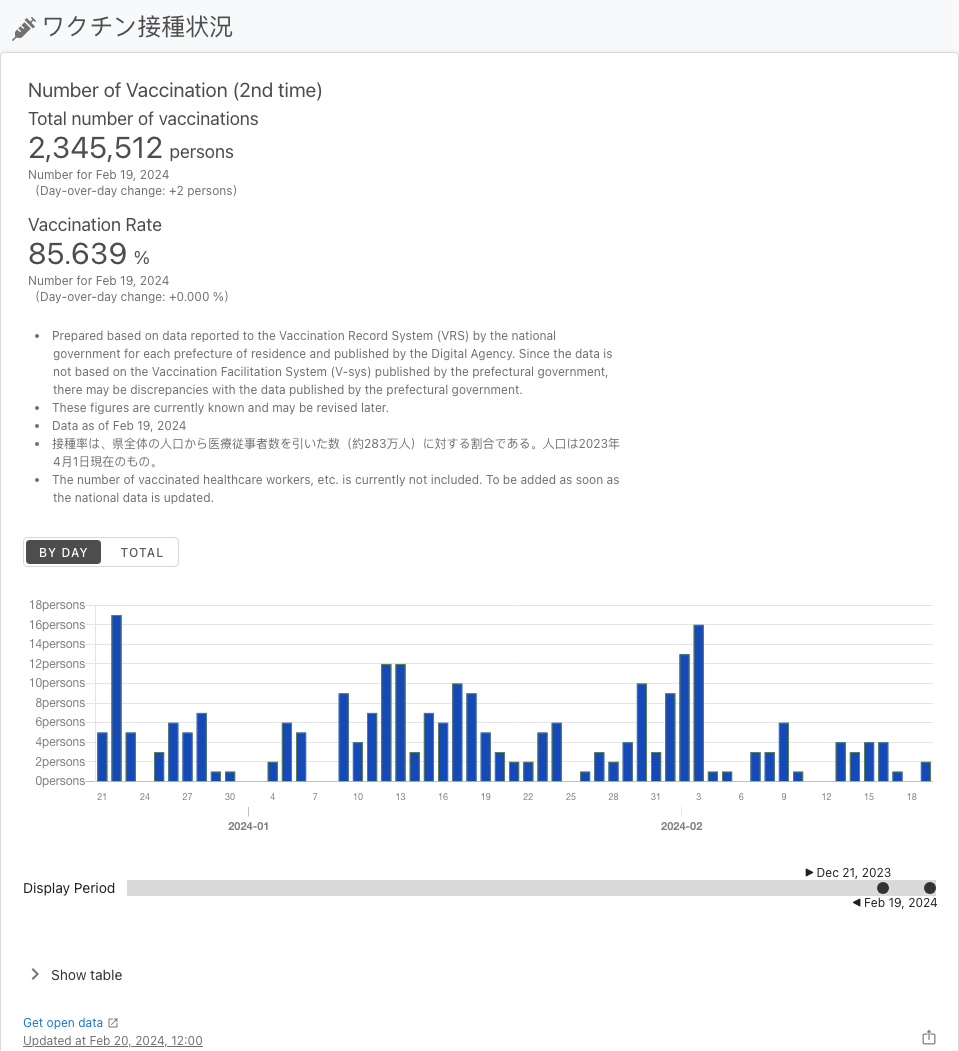 ワクチン接種状況
Number of Vaccination (2nd time)
Total number of vaccinations
2,345,512 persons
Number for Feb 19, 2024
(Day-over-day change: +2 persons)
Vaccination Rate
85.639 %
Number for Feb 19, 2024
(Day-over-day change: +0.000 %)
• Prepared based on data reported to the Vaccination Record System (VRS) by the national
government for each prefecture of residence and published by the Digital Agency. Since the data is
not based on the Vaccination Facilitation System (V-sys) published by the prefectural government,
there may be discrepancies with the data published by the prefectural government.
• These figures are currently known and may be revised later.
• Data as of Feb 19, 2024
• 接種率は、県全体の人口から医療従事者数を引いた数（約283万人）に対する割合である。人口は2023年
4月1日現在のもの。
• The number of vaccinated healthcare workers, etc. is currently not included. To be added as soon as
the national data is updated.
BY DAY TOTAL
18persons
16persons
14persons
12persons
10persons
8persons
6persons
4persons
2persons
0persons
21 24 27 30 4 7 10 13 16 19 22 25 28 31 3 6 9 12 15 18
2024-01 2024-02
▶ Dec 21, 2023
Display Period
◀ Feb 19, 2024
Show table
Get open data
Updated at Feb 20, 2024, 12:00